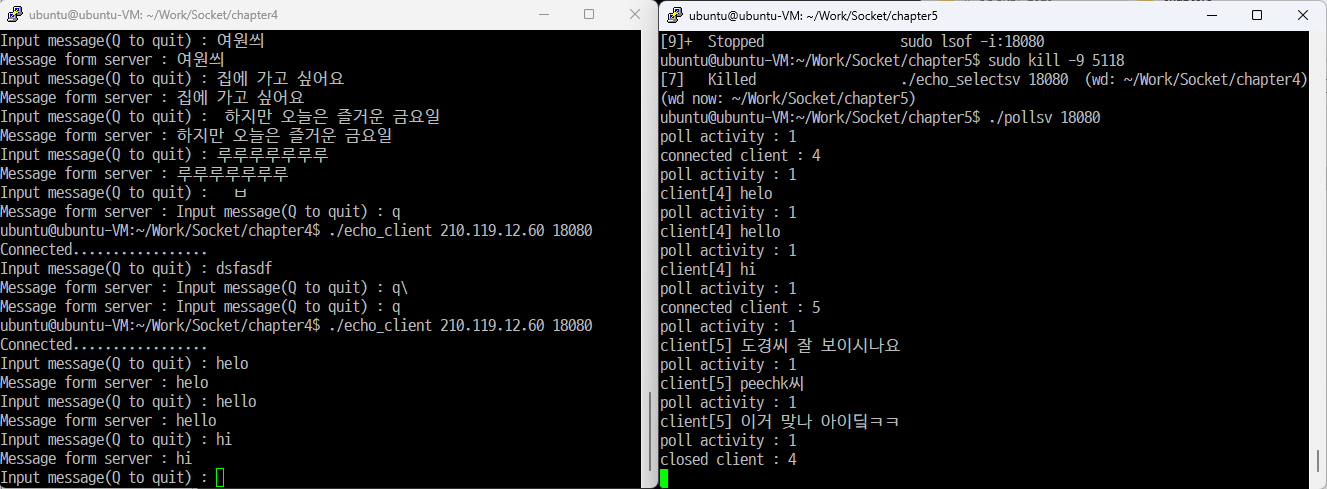 ubuntu@ubuntu-VM: ~/Work/Socket/chapter4
Input message(Q to quit) : 여원씌
Message form server : 여원씌
Input message(Q to quit) : 집에 가고 싶어요
Message form server : 집에 가고 싶어요
Input message(Q to quit) :  하지만 오늘은 즐거운 금요일
Message form server : 하지만 오늘은 즐거운 금요일
Input message(Q to quit) : 루루루루루루루
Message form server : 루루루루루루루
Input message(Q to quit) :   ㅂ
Message form server : Input message(Q to quit) : q
ubuntu@ubuntu-VM:~/Work/Socket/chapter4$ ./echo_client 210.119.12.60 18080
Connected.................
Input message(Q to quit) : dsfasdf
Message form server : Input message(Q to quit) : q\
Message form server : Input message(Q to quit) : q
ubuntu@ubuntu-VM:~/Work/Socket/chapter4$ ./echo_client 210.119.12.60 18080
Connected.................
Input message(Q to quit) : helo
Message form server : helo
Input message(Q to quit) : hello
Message form server : hello
Input message(Q to quit) : hi
Message form server : hi
Input message(Q to quit) :
ubuntu@ubuntu-VM: ~/Work/Socket/chapter5
[9]+  Stopped                 sudo lsof -i:18080
ubuntu@ubuntu-VM:~/Work/Socket/chapter5$ sudo kill -9 5118
[7]   Killed                  ./echo_selectsv 18080  (wd: ~/Work/Socket/chapter4)
(wd now: ~/Work/Socket/chapter5)
ubuntu@ubuntu-VM:~/Work/Socket/chapter5$ ./pollsv 18080
poll activity : 1
connected client : 4
poll activity : 1
client[4] helo
poll activity : 1
client[4] hello
poll activity : 1
client[4] hi
poll activity : 1
connected client : 5
poll activity : 1
client[5] 도경씨 잘 보이시나요
poll activity : 1
client[5] peechk씨
poll activity : 1
client[5] 이거 맞나 아이딬ㅋㅋ
poll activity : 1
closed client : 4